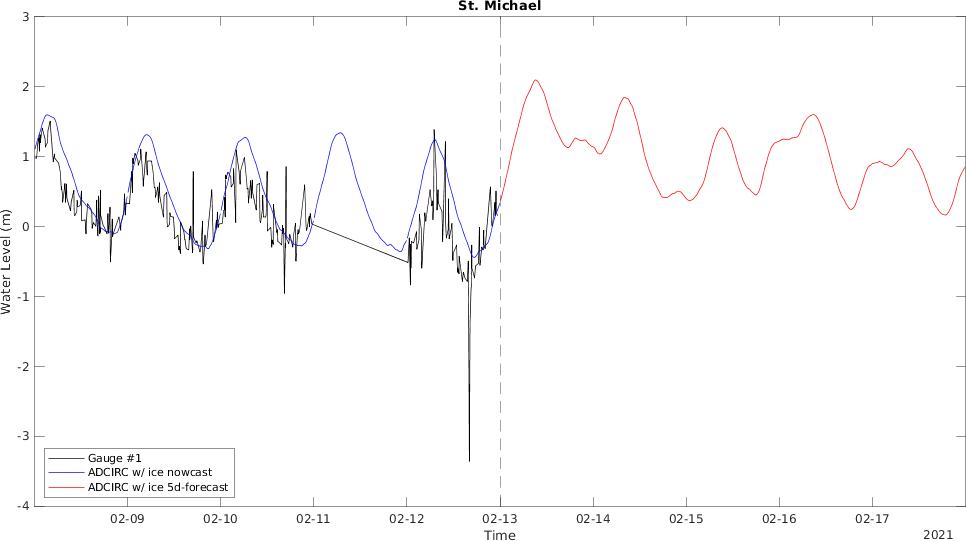 St. Michael
Water Level (m)
3
2
1
0
-1
-2
-3
-4
Gauge #1
ADCIRC w/ ice nowcast
ADCIRC w/ ice 5d-forecast
02-09 02-10 02-11 02-12 02-13 02-14 02-15 02-16 02-17
Time
2021